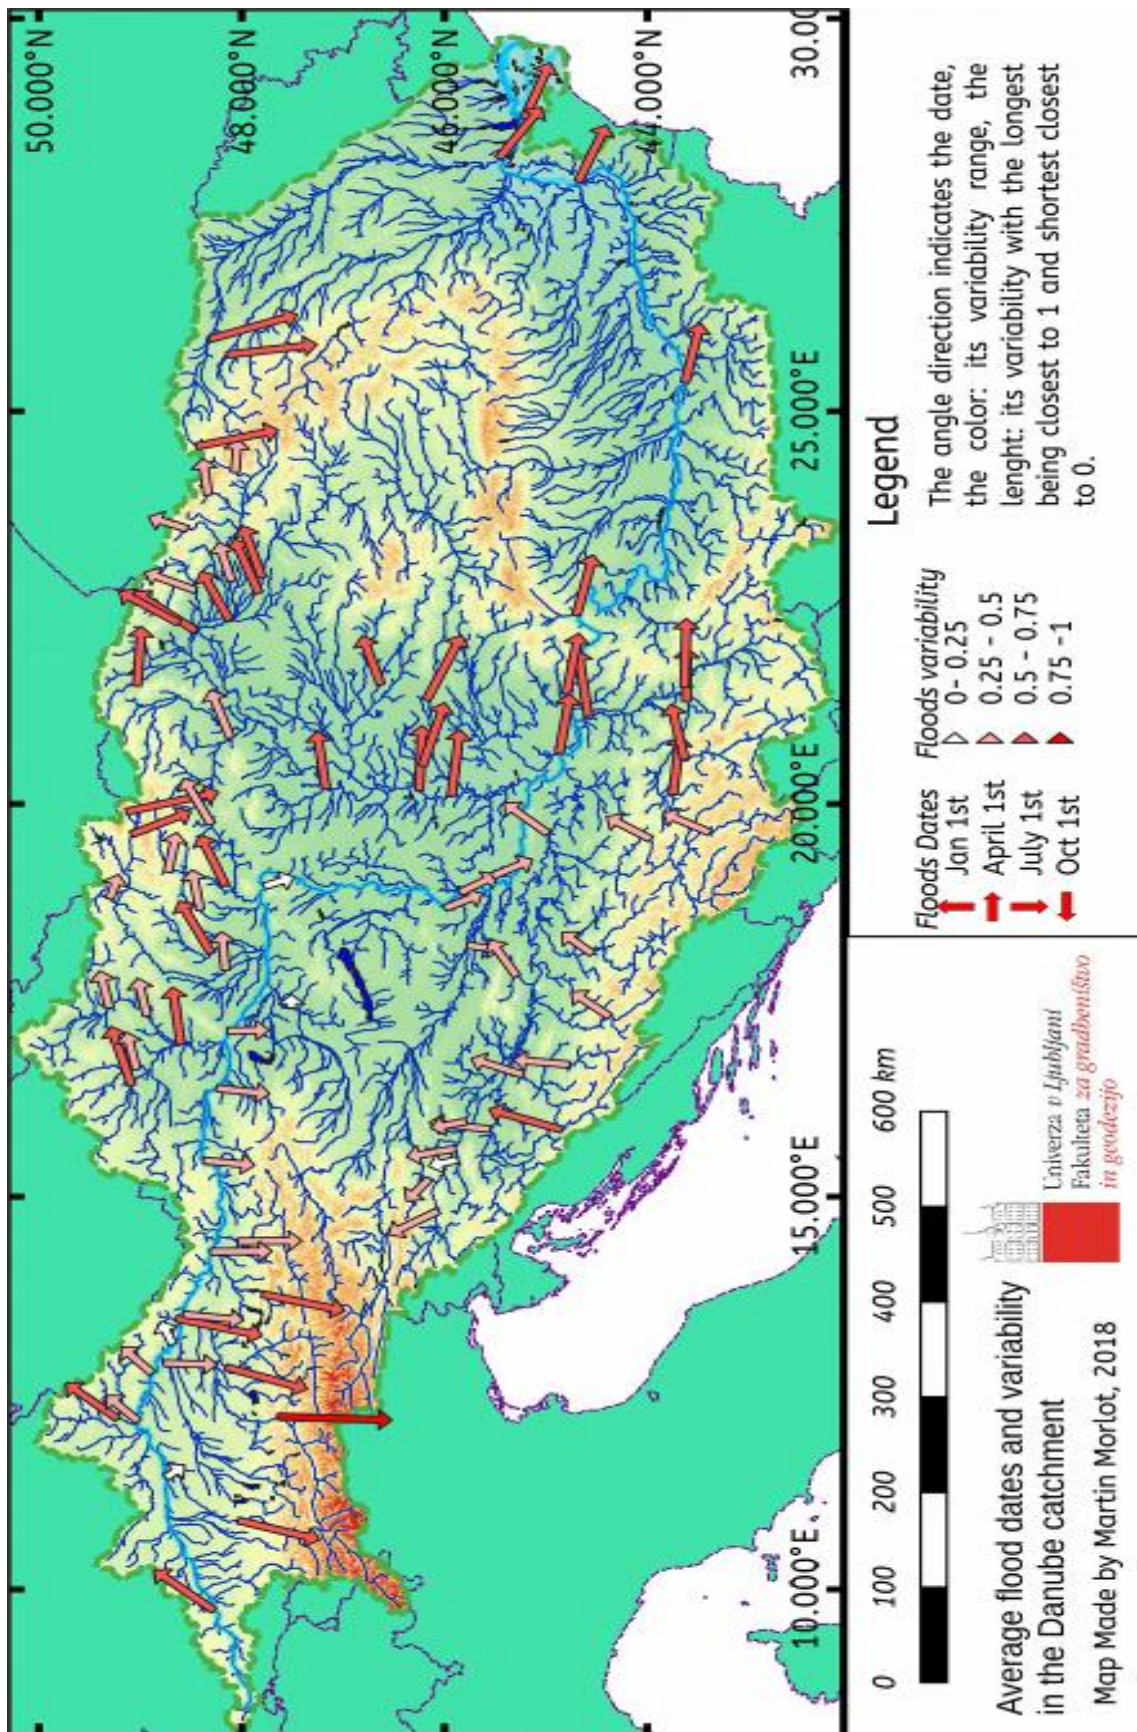 50.000°N
48.000°N
46.000°N
44.000°N
10.000°E
15.000°E
20.000°E
25.000°E
30.00
0 100 200 300 400 500 600 km
Average flood dates and variability
in the Danube catchment
Map Made by Martin Morlot, 2018
Univerza v Ljubljani
Fakulteta za gradbeništvo
in geodezijo
Legend
Floods Dates
Jan 1st
April 1st
July 1st
Oct 1st
Floods variability
0- 0.25
0.25 - 0.5
0.5 - 0.75
0.75 -1
The angle direction indicates the date,
the color: its variability range, the
lenght: its variability with the longest
being closest to 1 and shortest closest
to 0.